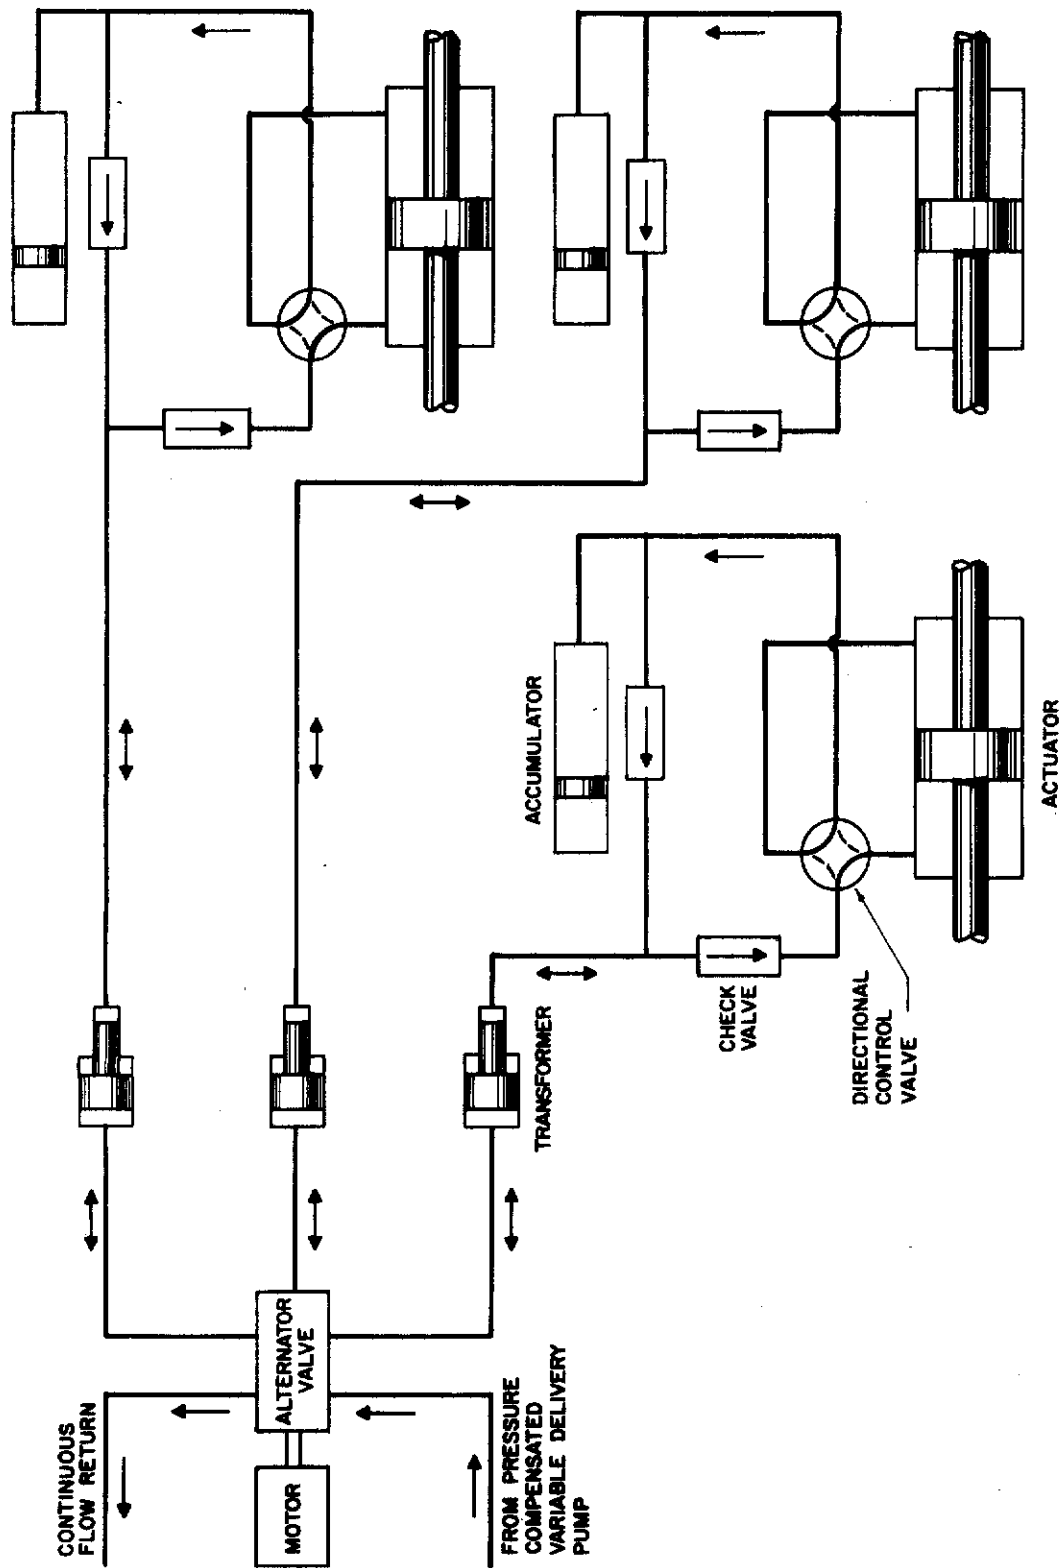 CONTINUOUS
FLOW RETURN
MOTOR
FROM PRESSURE
COMPENSATED
VARIABLE DELIVERY
PUMP
ALTERNATOR
VALVE
TRANSFORMER
CHECK
VALVE
DIRECTIONAL
CONTROL
VALVE
ACCUMULATOR
ACTUATOR